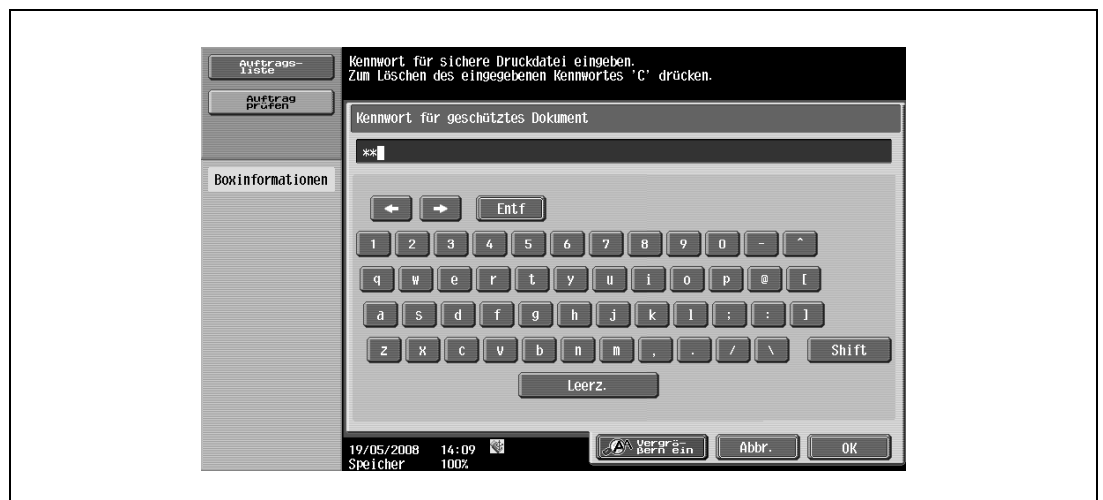 Auftrags-
liste
Auftrag
prüfen
Boxinformationen
Kennwort für sichere Druckdatei eingeben.
Zum Löschen des eingegebenen Kennwortes 'C' drücken.
Kennwort für geschütztes Dokument
**
← → Entf
1 2 3 4 5 6 7 8 9 0 - ^
q w e r t y u i o p @ [
a s d f g h j k l ; : ]
z x c v b n m , . / \ Shift
Leerz.
19/05/2008 14:09
Speicher 100%
Vergrö-
ßern ein
Abbr.
OK